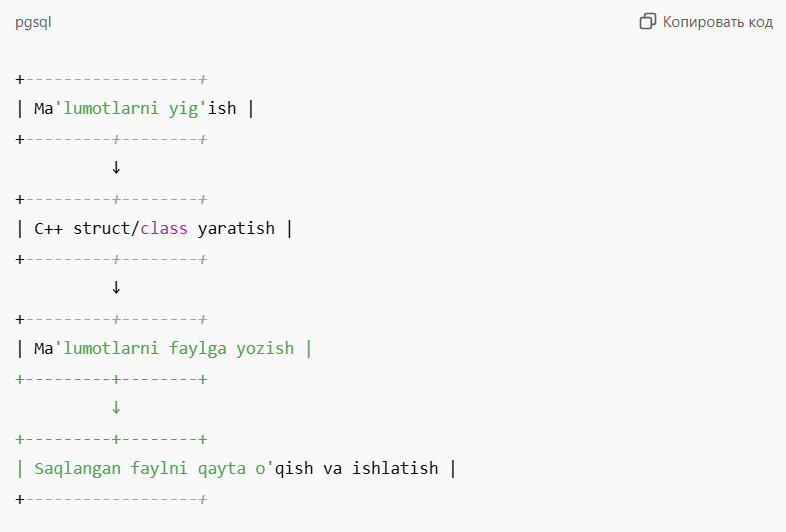 pgsql
Копировать код
+------------------+
| Ma'lumotlarni yig'ish |
+---------+--------+
↓
+---------+--------+
| C++ struct/class yaratish |
+---------+--------+
↓
+---------+--------+
| Ma'lumotlarni faylga yozish |
+---------+--------+
↓
+---------+--------+
| Saqlangan faylni qayta o'qish va ishlatish |
+------------------+